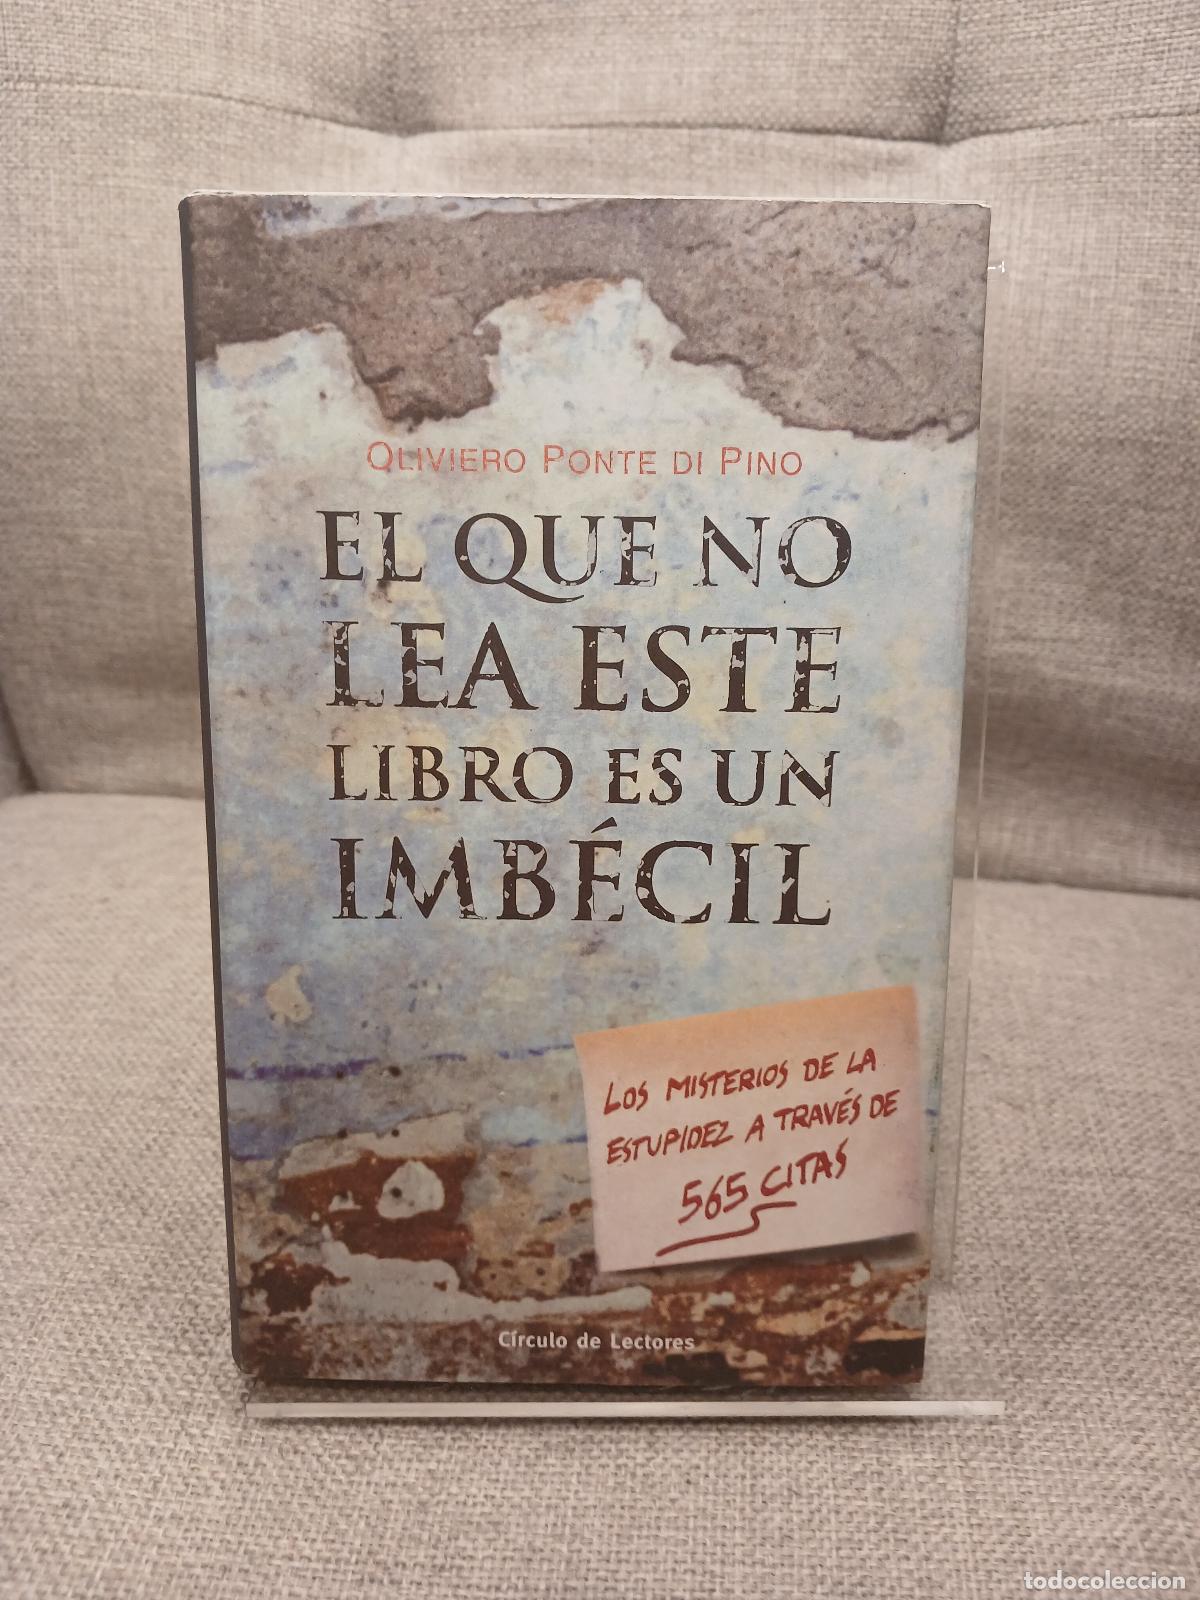 OLIVIERO PONTE DI PINO
EL QUE NO
LEA ESTE
LIBRO ES UN
IMBÉCIL
LOS MISTERIOS DE LA
ESTUPIDEZ A TRAVÉS DE
565 CITAS
Círculo de Lectores
todocoleccion